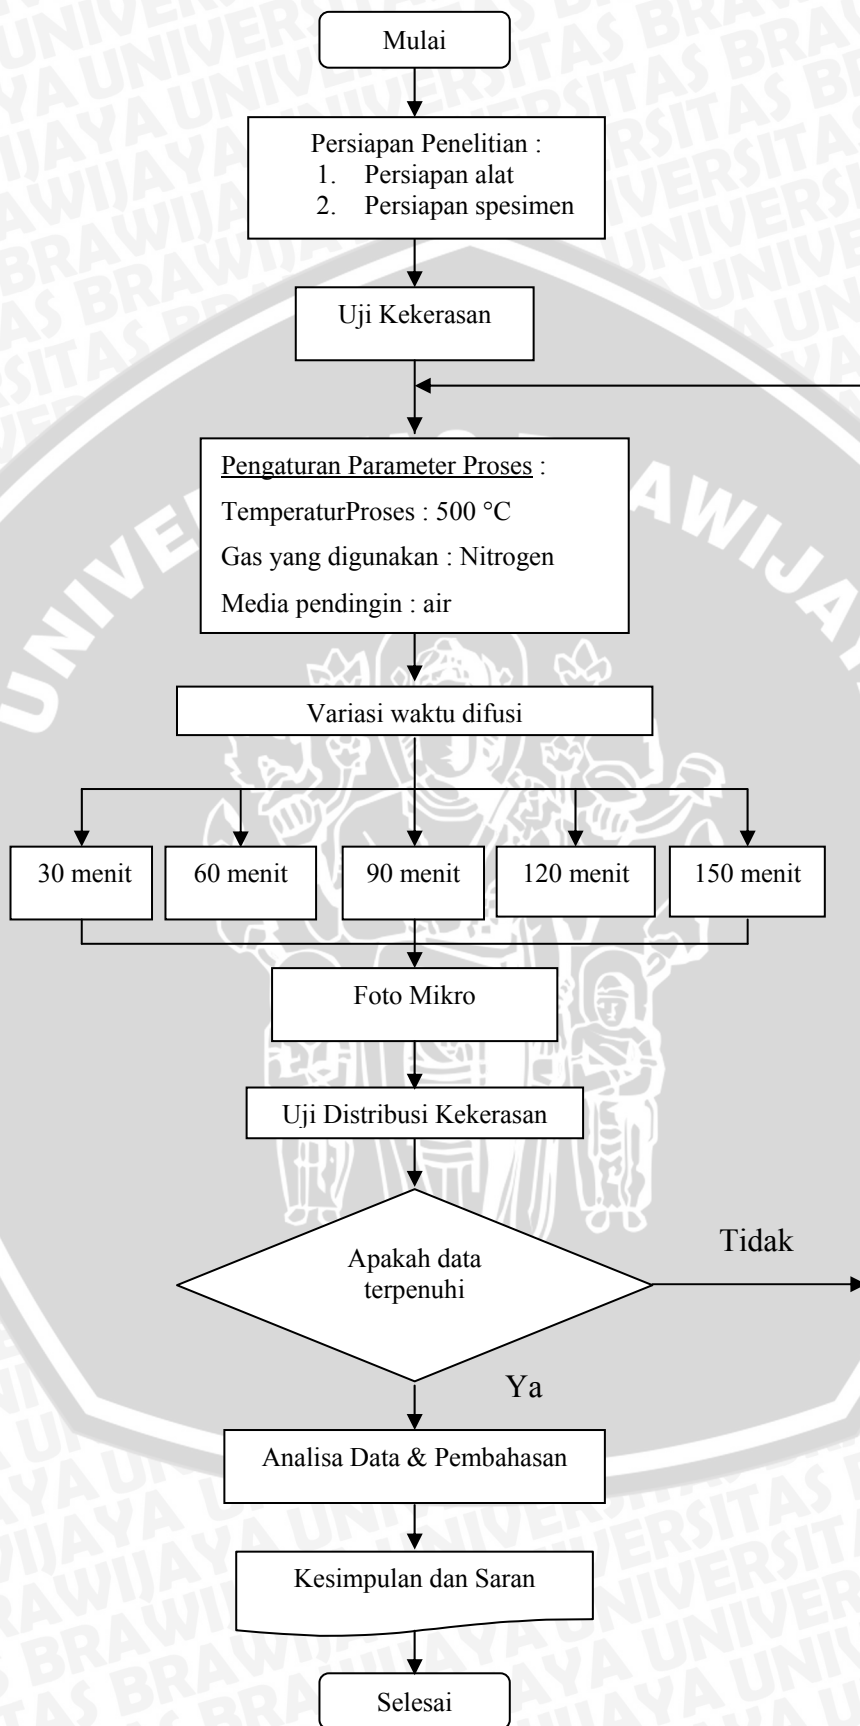 Mulai
Persiapan Penelitian :
1. Persiapan alat
2. Persiapan spesimen
Uji Kekerasan
Pengaturan Parameter Proses :
TemperaturProses : 500 °C
Gas yang digunakan : Nitrogen
Media pendingin : air
Variasi waktu difusi
30 menit
60 menit
90 menit
120 menit
150 menit
Foto Mikro
Uji Distribusi Kekerasan
Apakah data
terpenuhi
Tidak
Ya
Analisa Data & Pembahasan
Kesimpulan dan Saran
Selesai